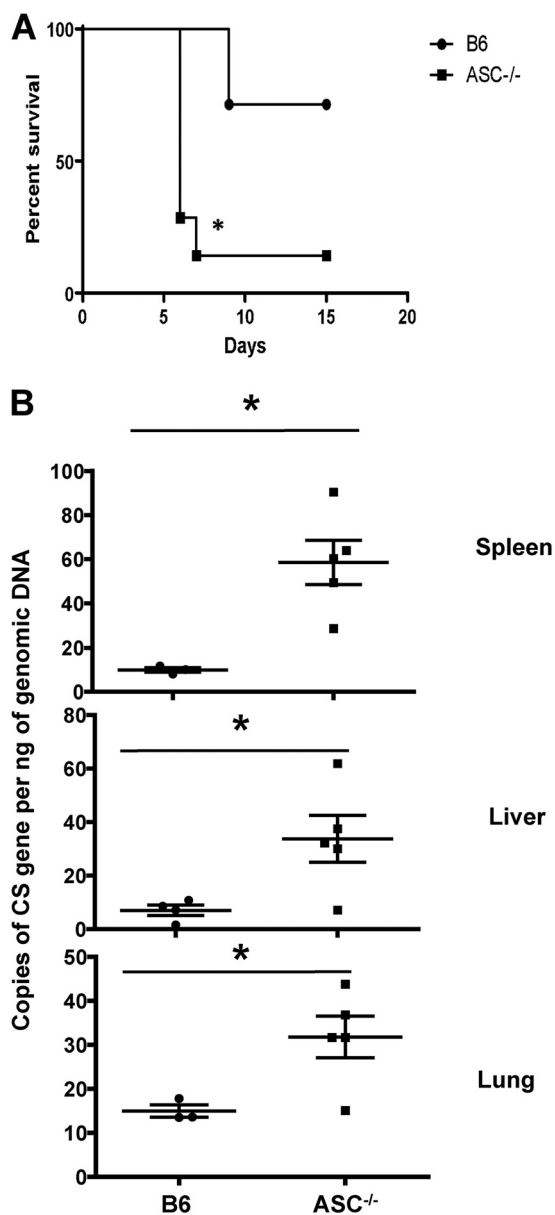 A
100
50
0
0
5
10
15
20
Percent survival
Days
*
B6
ASC-/-
B
Copies of CS gene per ng of genomic DNA
*
100
80
60
40
20
0
Spleen
*
80
60
40
20
0
Liver
*
50
40
30
20
10
0
Lung
B6
ASC-/-